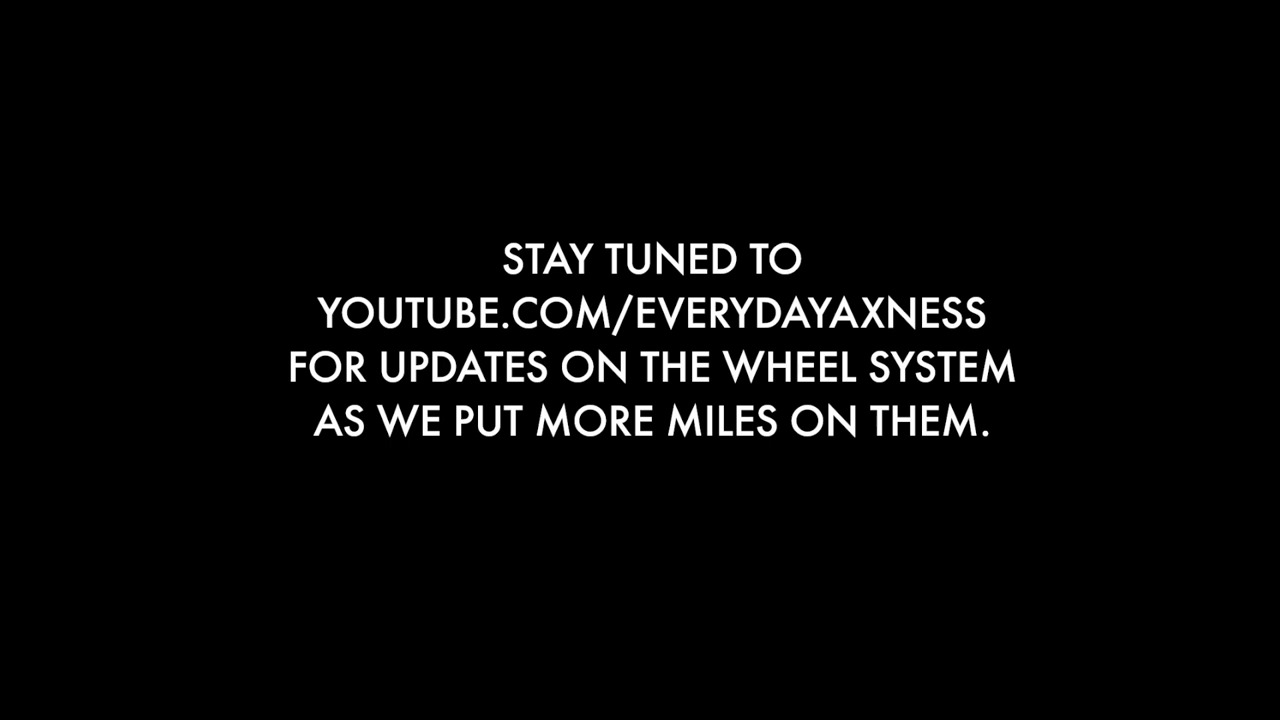 STAY TUNED TO
YOUTUBE.COM/EVERYDAYAXNESS
FOR UPDATES ON THE WHEEL SYSTEM
AS WE PUT MORE MILES ON THEM.